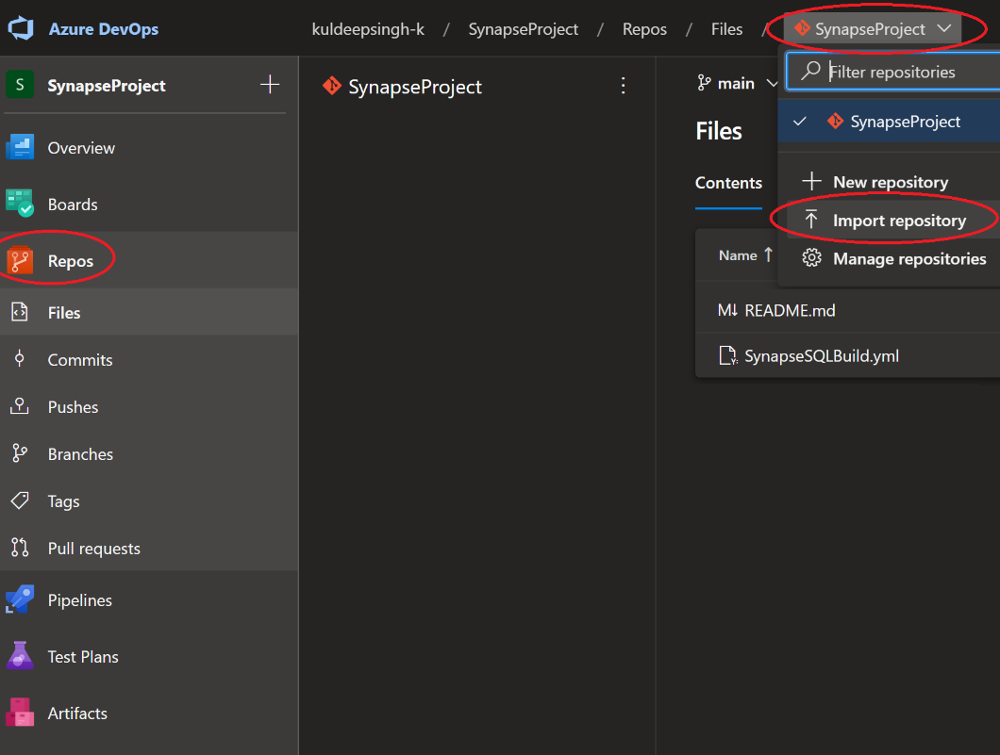 Azure DevOps
kuldeepsingh-k / SynapseProject / Repos / Files / SynapseProject
S SynapseProject
Overview
Boards
Repos
Files
Commits
Pushes
Branches
Tags
Pull requests
Pipelines
Test Plans
Artifacts
SynapseProject
main
Files
Contents
Name
README.md
SynapseSQLBuild.yml
Filter repositories
SynapseProject
New repository
Import repository
Manage repositories